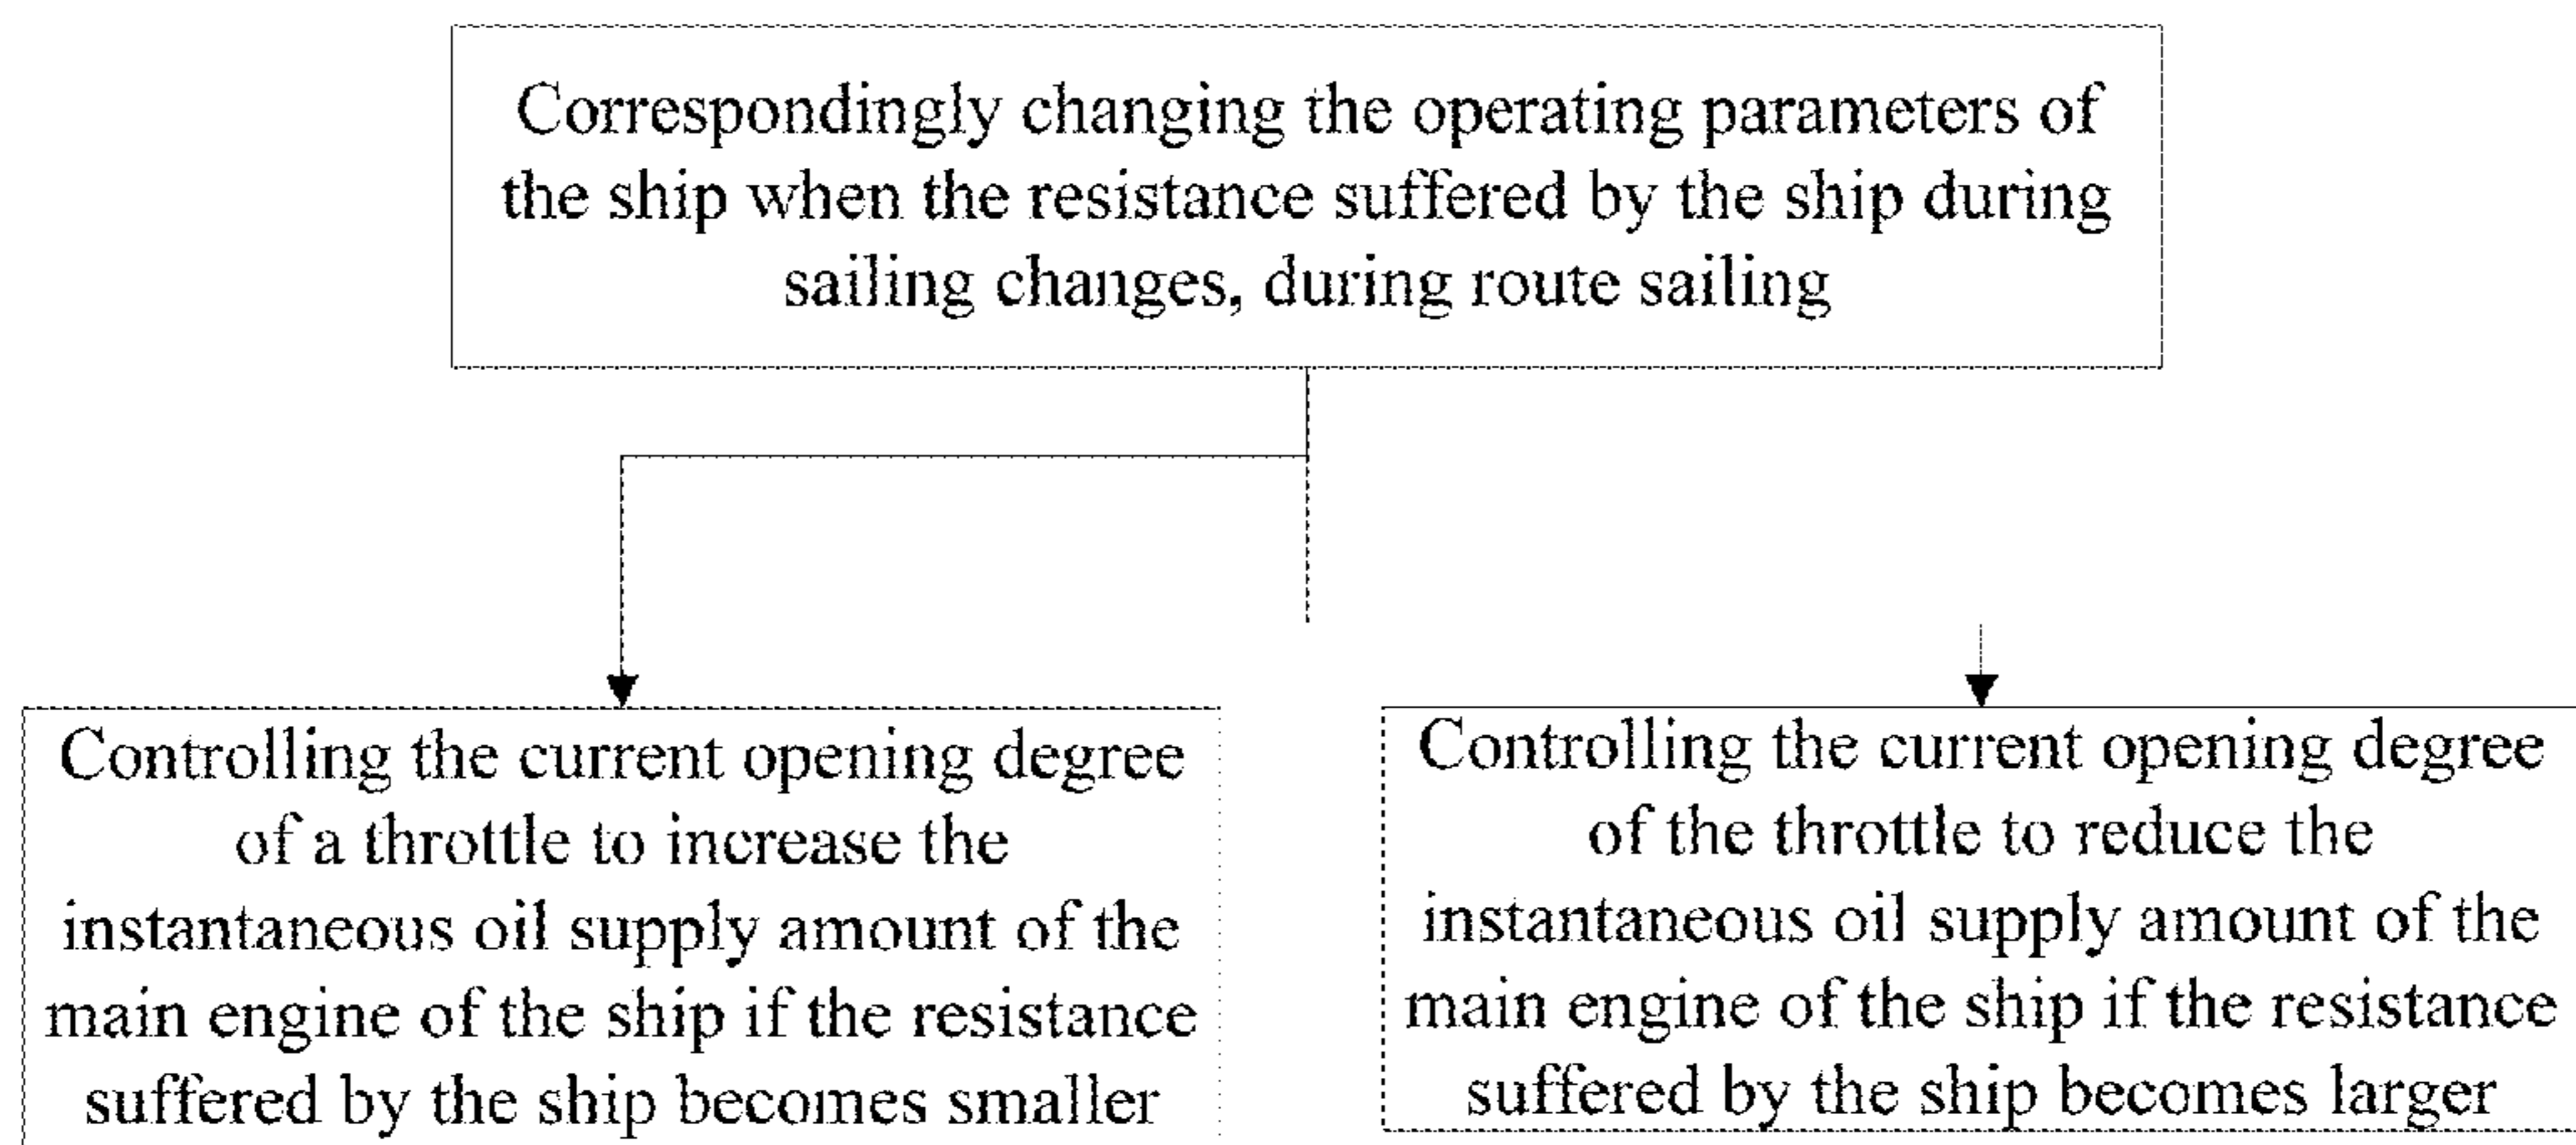 Correspondingly changing the operating parameters of
the ship when the resistance suffered by the ship during
sailing changes, during route sailing
Controlling the current opening degree
of a throttle to increase the
instantaneous oil supply amount of the
main engine of the ship if the resistance
suffered by the ship becomes smaller
Controlling the current opening degree
of the throttle to reduce the
instantaneous oil supply amount of the
main engine of the ship if the resistance
suffered by the ship becomes larger